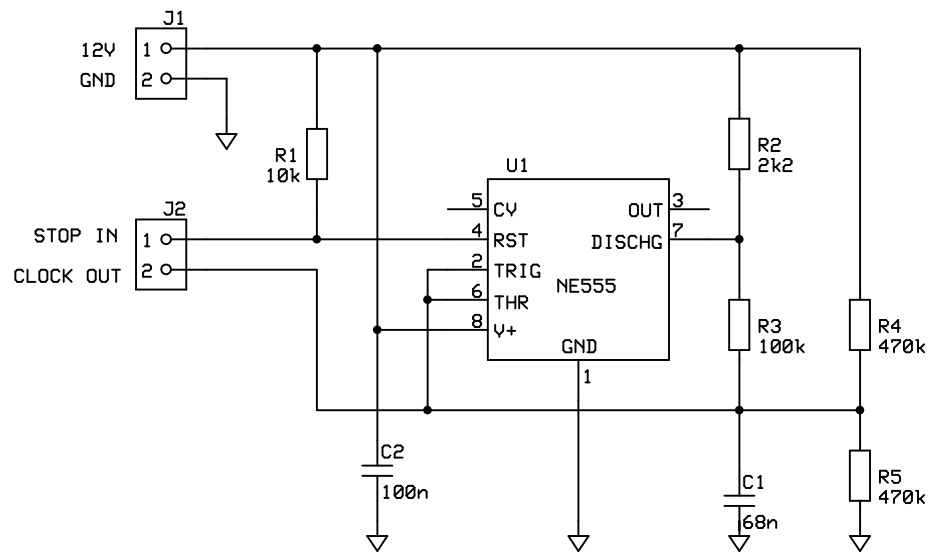 J1
12V 1
GND 2
R1
10k
R2
2k2
U1
5 CV OUT 3
J2
STOP IN 1 4 RST DISCHG 7
CLOCK OUT 2 2 TRIG
NE555
6 THR
8 V+
GND
1
R3
100k
R4
470k
C2
100n
C1
68n
R5
470k